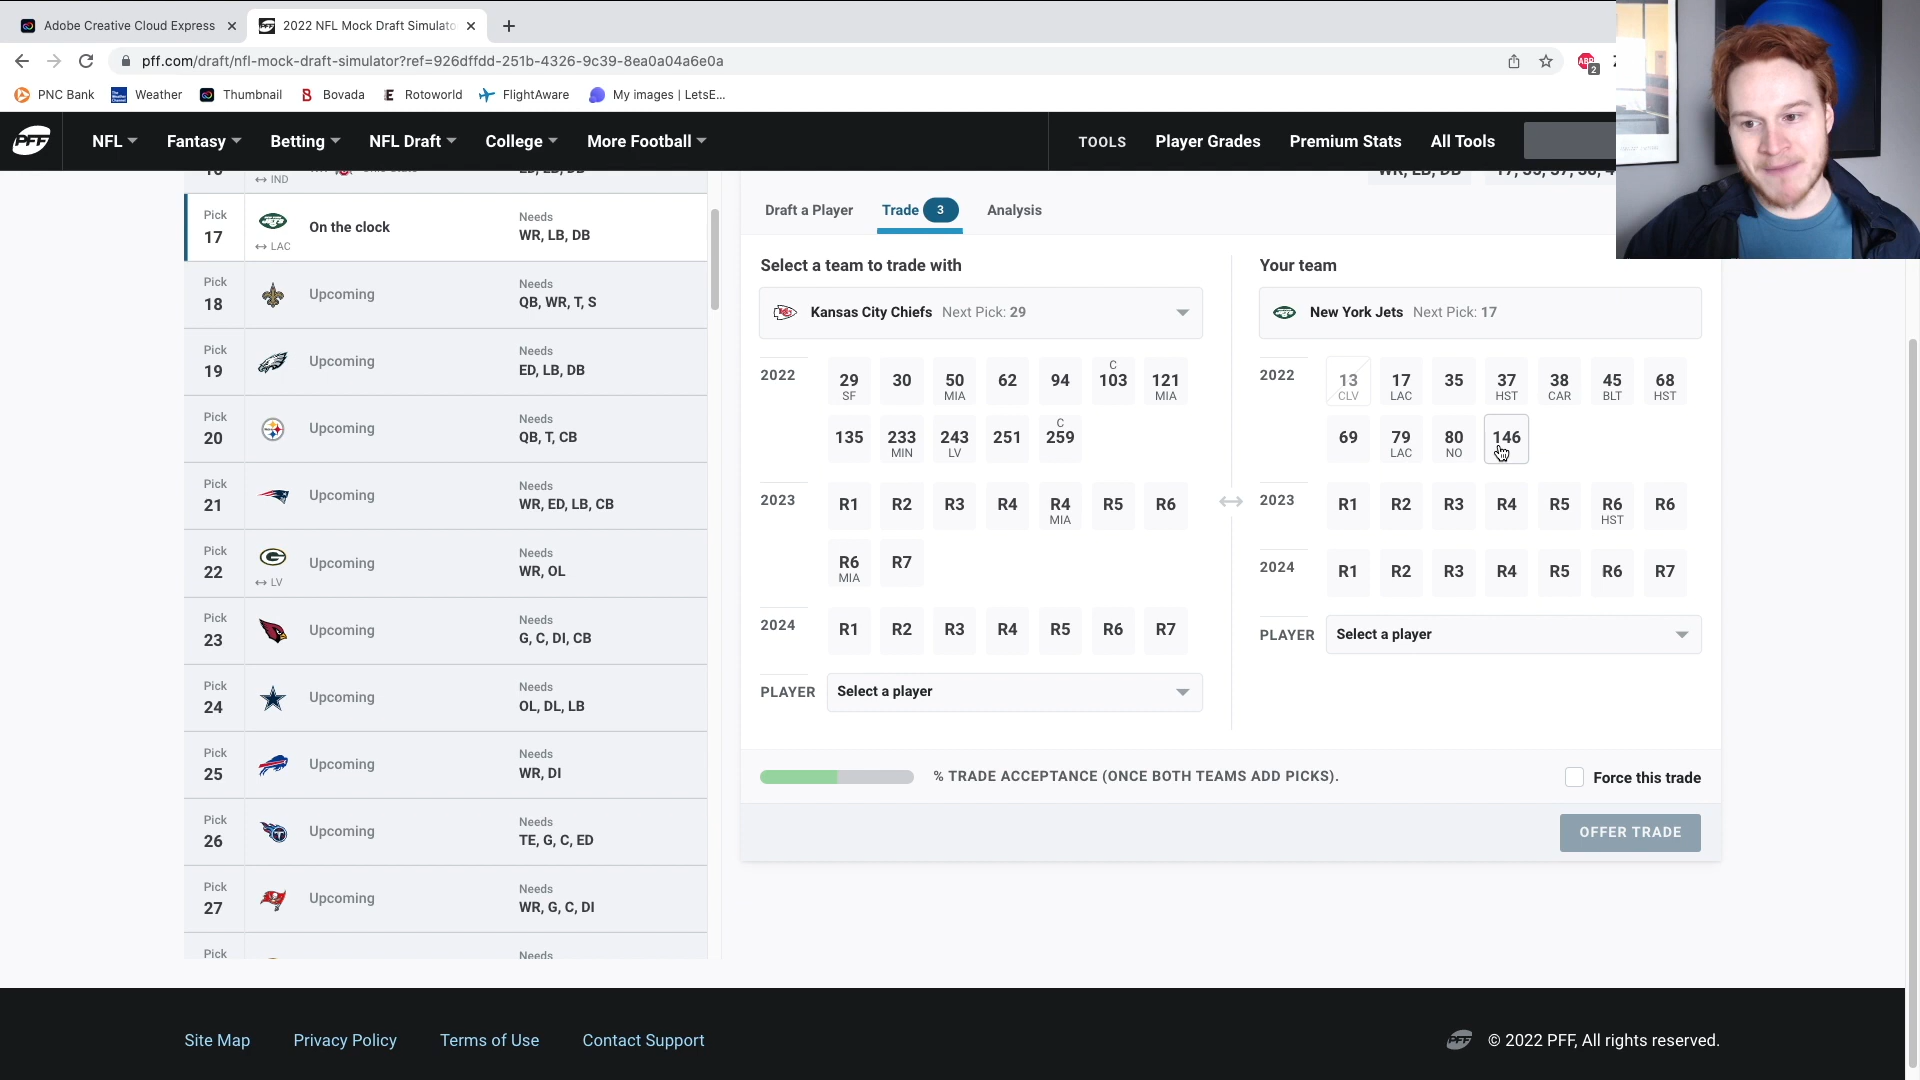 Adobe Creative Cloud Express
2022 NFL Mock Draft Simulato
pff.com/draft/nfl-mock-draft-simulator?ref=926dffdd-251b-4326-9c39-8ea0a04a6e0a
ABP 2
PNC Bank Weather Thumbnail Bovada Rotoworld FlightAware My images | LetsE...
PFF NFL Fantasy Betting NFL Draft College More Football TOOLS Player Grades Premium Stats All Tools
IND
Pick 17 LAC On the clock Needs WR, LB, DB
Pick 18 Upcoming Needs QB, WR, T, S
Pick 19 Upcoming Needs ED, LB, DB
Pick 20 Upcoming Needs QB, T, CB
Pick 21 Upcoming Needs WR, ED, LB, CB
Pick 22 LV Upcoming Needs WR, OL
Pick 23 Upcoming Needs G, C, DI, CB
Pick 24 Upcoming Needs OL, DL, LB
Pick 25 Upcoming Needs WR, DI
Pick 26 Upcoming Needs TE, G, C, ED
Pick 27 Upcoming Needs WR, G, C, DI
Pick Needs
WR, LB, DB
Draft a Player Trade 3 Analysis
Select a team to trade with
Kansas City Chiefs Next Pick: 29
2022 29 SF 30 50 MIA 62 94 C 103 121 MIA
135 233 MIN 243 LV 251 C 259
2023 R1 R2 R3 R4 R4 MIA R5 R6
R6 MIA R7
2024 R1 R2 R3 R4 R5 R6 R7
PLAYER Select a player
Your team
New York Jets Next Pick: 17
2022 13 CLV 17 LAC 35 37 HST 38 CAR 45 BLT 68 HST
69 79 LAC 80 NO 146
2023 R1 R2 R3 R4 R5 R6 HST R6
2024 R1 R2 R3 R4 R5 R6 R7
PLAYER Select a player
% TRADE ACCEPTANCE (ONCE BOTH TEAMS ADD PICKS). Force this trade
OFFER TRADE
Site Map Privacy Policy Terms of Use Contact Support PFF © 2022 PFF, All rights reserved.